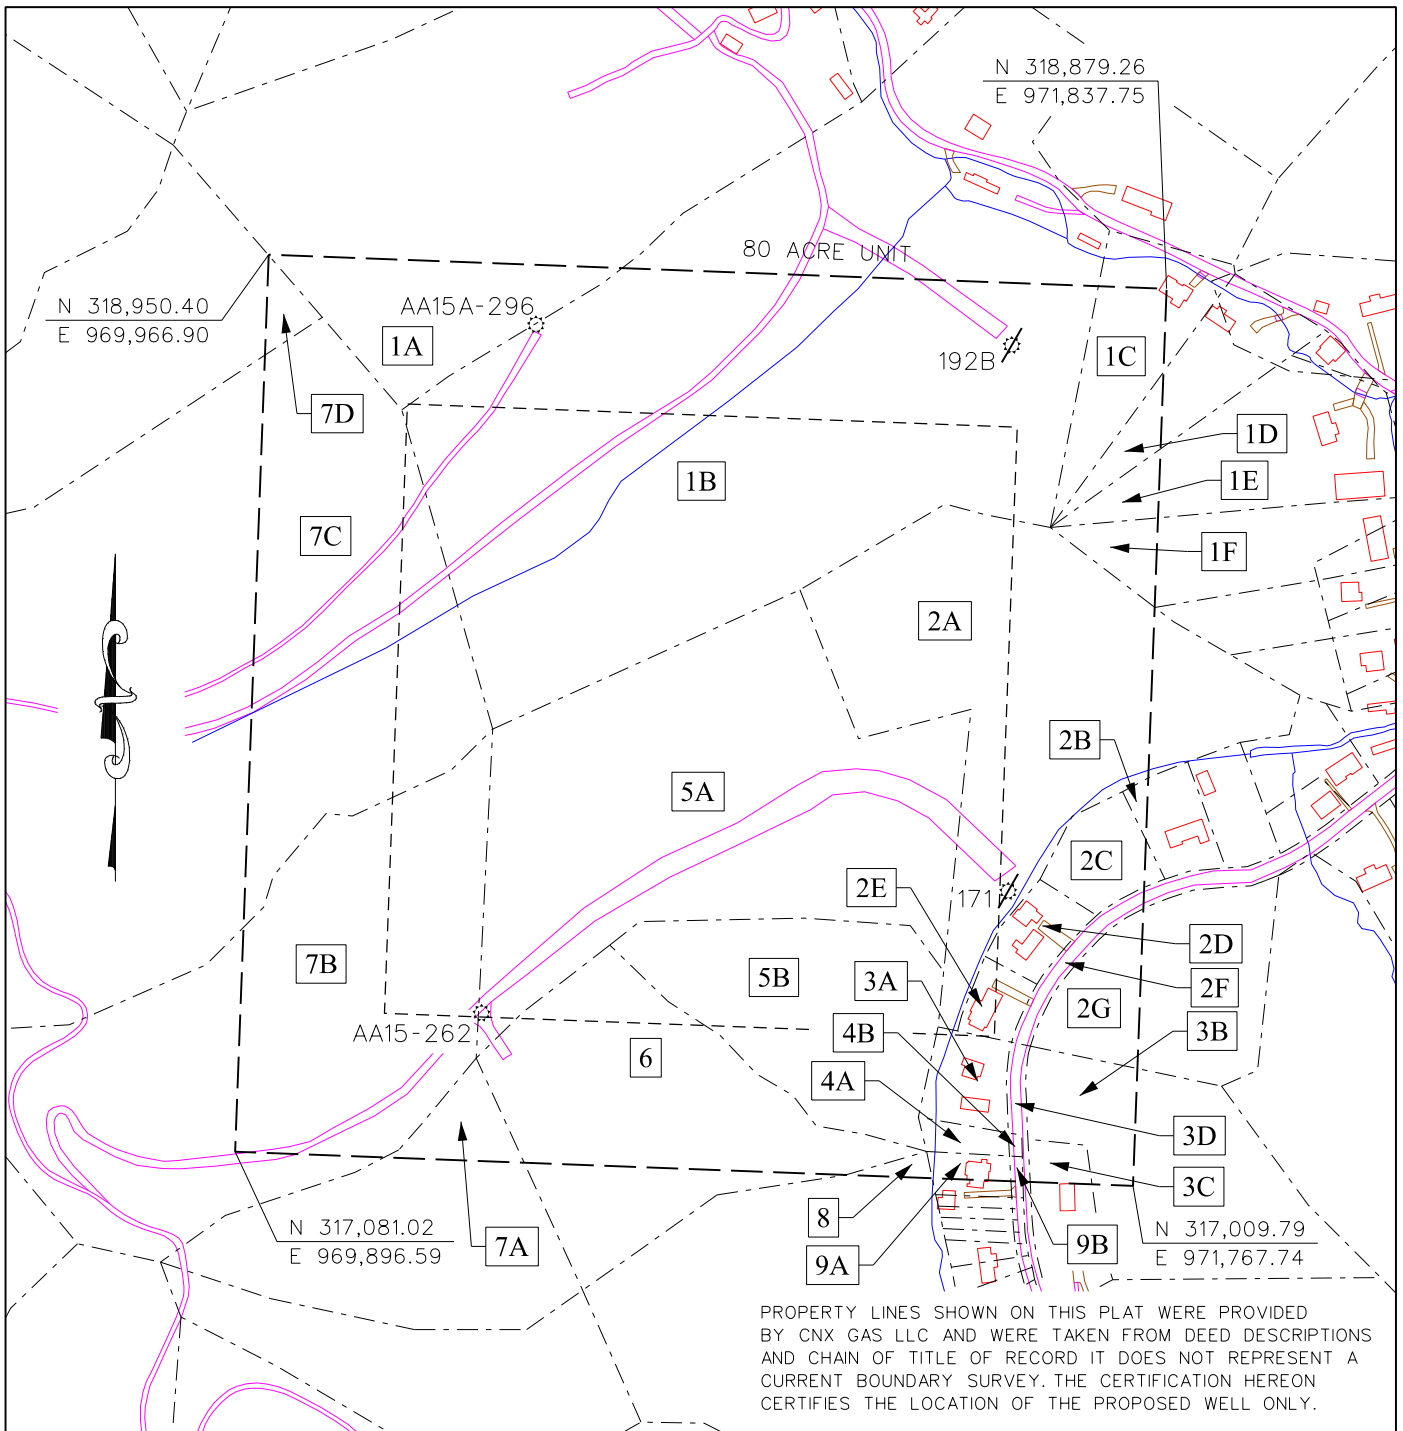 N 318,879.26
E 971,837.75
80 ACRE UNIT
N 318,950.40
E 969,966.90
AA15A-296
1A
192B
1C
7D
1D
1B
1E
7C
1F
2A
2B
5A
2C
2E
171
2D
7B
5B
3A
2F
2G
AA15-262
4B
3B
6
4A
3D
3C
8
N 317,081.02
E 969,896.59
7A
9A
9B
N 317,009.79
E 971,767.74
PROPERTY LINES SHOWN ON THIS PLAT WERE PROVIDED
BY CNX GAS LLC AND WERE TAKEN FROM DEED DESCRIPTIONS
AND CHAIN OF TITLE OF RECORD IT DOES NOT REPRESENT A
CURRENT BOUNDARY SURVEY. THE CERTIFICATION HEREON
CERTIFIES THE LOCATION OF THE PROPOSED WELL ONLY.